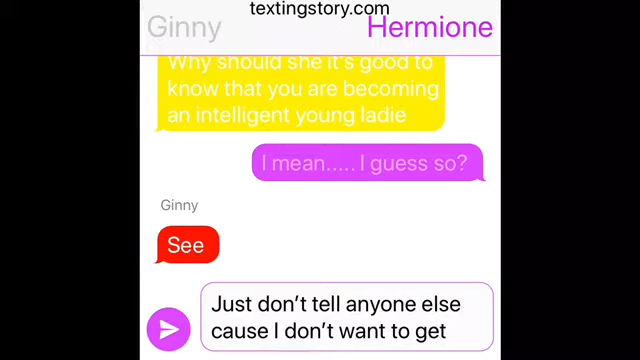 textingstory.com
Ginny
Hermione
Why should she it's good to
know that you are becoming
an intelligent young ladie
I mean..... I guess so?
Ginny
See
Just don't tell anyone else
cause I don't want to get